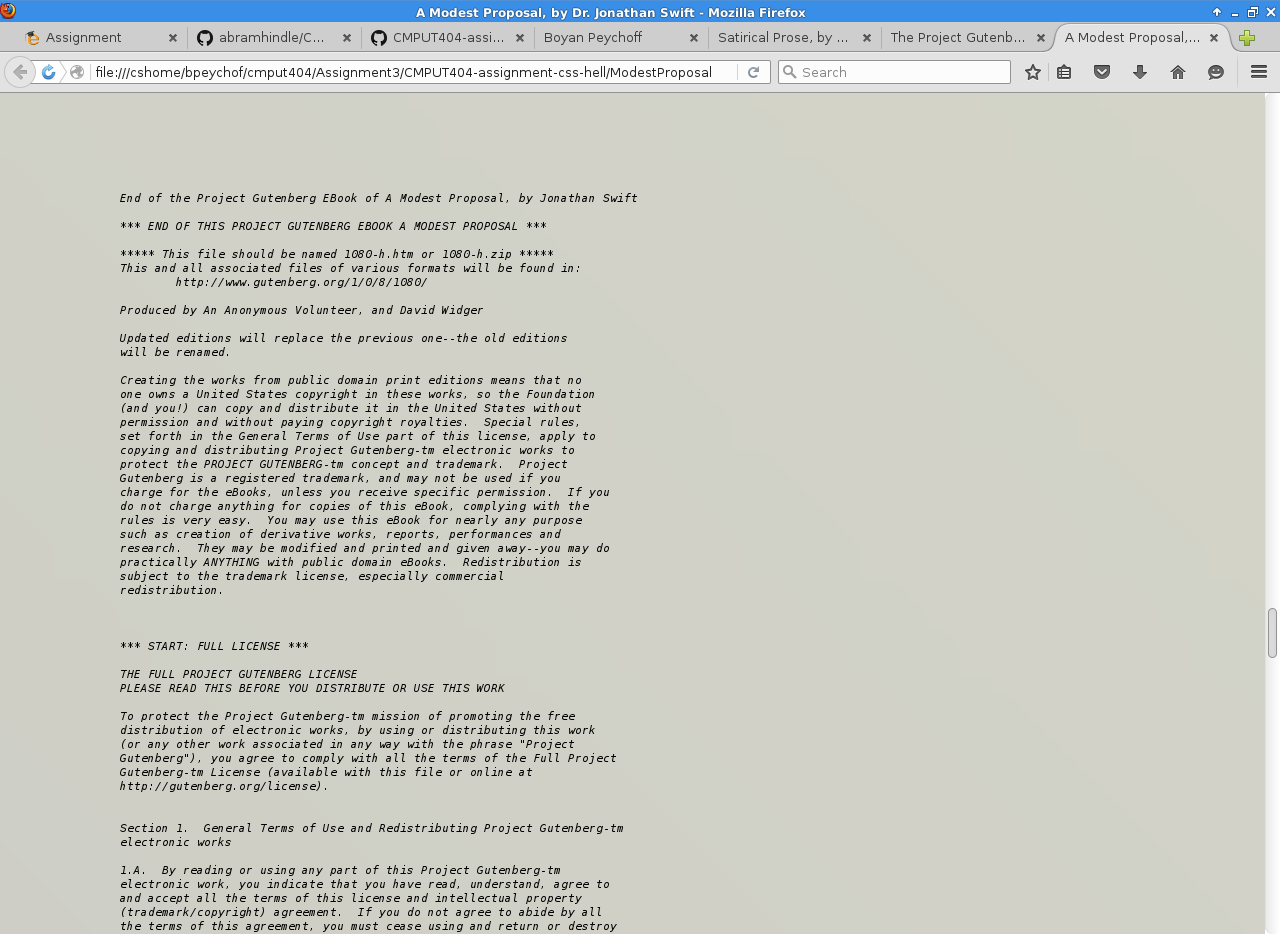 A Modest Proposal, by Dr. Jonathan Swift - Mozilla Firefox
Assignment
abramhindle/C...
CMPUT404-assi...
Boyan Peychoff
Satirical Prose, by ...
The Project Gutenb...
A Modest Proposal,...
file:///cshome/bpeychof/cmput404/Assignment3/CMPUT404-assignment-css-hell/ModestProposal
Search
End of the Project Gutenberg EBook of A Modest Proposal, by Jonathan Swift
*** END OF THIS PROJECT GUTENBERG EBOOK A MODEST PROPOSAL ***
***** This file should be named 1080-h.htm or 1080-h.zip *****
This and all associated files of various formats will be found in:
http://www.gutenberg.org/1/0/8/1080/
Produced by An Anonymous Volunteer, and David Widger
Updated editions will replace the previous one--the old editions
will be renamed.
Creating the works from public domain print editions means that no
one owns a United States copyright in these works, so the Foundation
(and you!) can copy and distribute it in the United States without
permission and without paying copyright royalties.  Special rules,
set forth in the General Terms of Use part of this license, apply to
copying and distributing Project Gutenberg-tm electronic works to
protect the PROJECT GUTENBERG-tm concept and trademark.  Project
Gutenberg is a registered trademark, and may not be used if you
charge for the eBooks, unless you receive specific permission.  If you
do not charge anything for copies of this eBook, complying with the
rules is very easy.  You may use this eBook for nearly any purpose
such as creation of derivative works, reports, performances and
research.  They may be modified and printed and given away--you may do
practically ANYTHING with public domain eBooks.  Redistribution is
subject to the trademark license, especially commercial
redistribution.
*** START: FULL LICENSE ***
THE FULL PROJECT GUTENBERG LICENSE
PLEASE READ THIS BEFORE YOU DISTRIBUTE OR USE THIS WORK
To protect the Project Gutenberg-tm mission of promoting the free
distribution of electronic works, by using or distributing this work
(or any other work associated in any way with the phrase "Project
Gutenberg"), you agree to comply with all the terms of the Full Project
Gutenberg-tm License (available with this file or online at
http://gutenberg.org/license).
Section 1.  General Terms of Use and Redistributing Project Gutenberg-tm
electronic works
1.A.  By reading or using any part of this Project Gutenberg-tm
electronic work, you indicate that you have read, understand, agree to
and accept all the terms of this license and intellectual property
(trademark/copyright) agreement.  If you do not agree to abide by all
the terms of this agreement, you must cease using and return or destroy